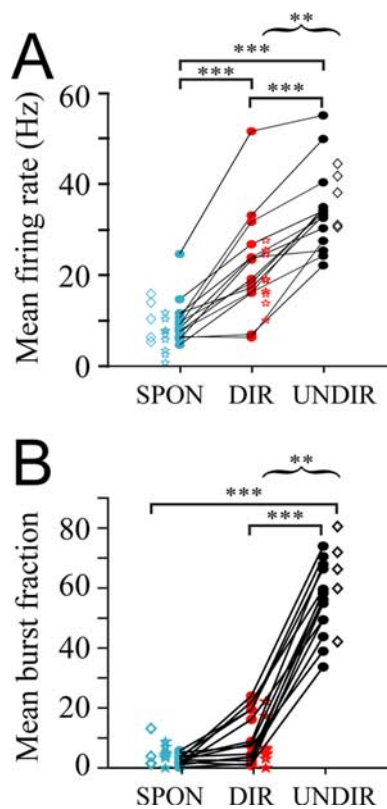 **
A
***
***
***
Mean firing rate (Hz)
60
40
20
0
SPON
DIR
UNDIR
B
**
***
***
Mean burst fraction
80
60
40
20
0
SPON
DIR
UNDIR